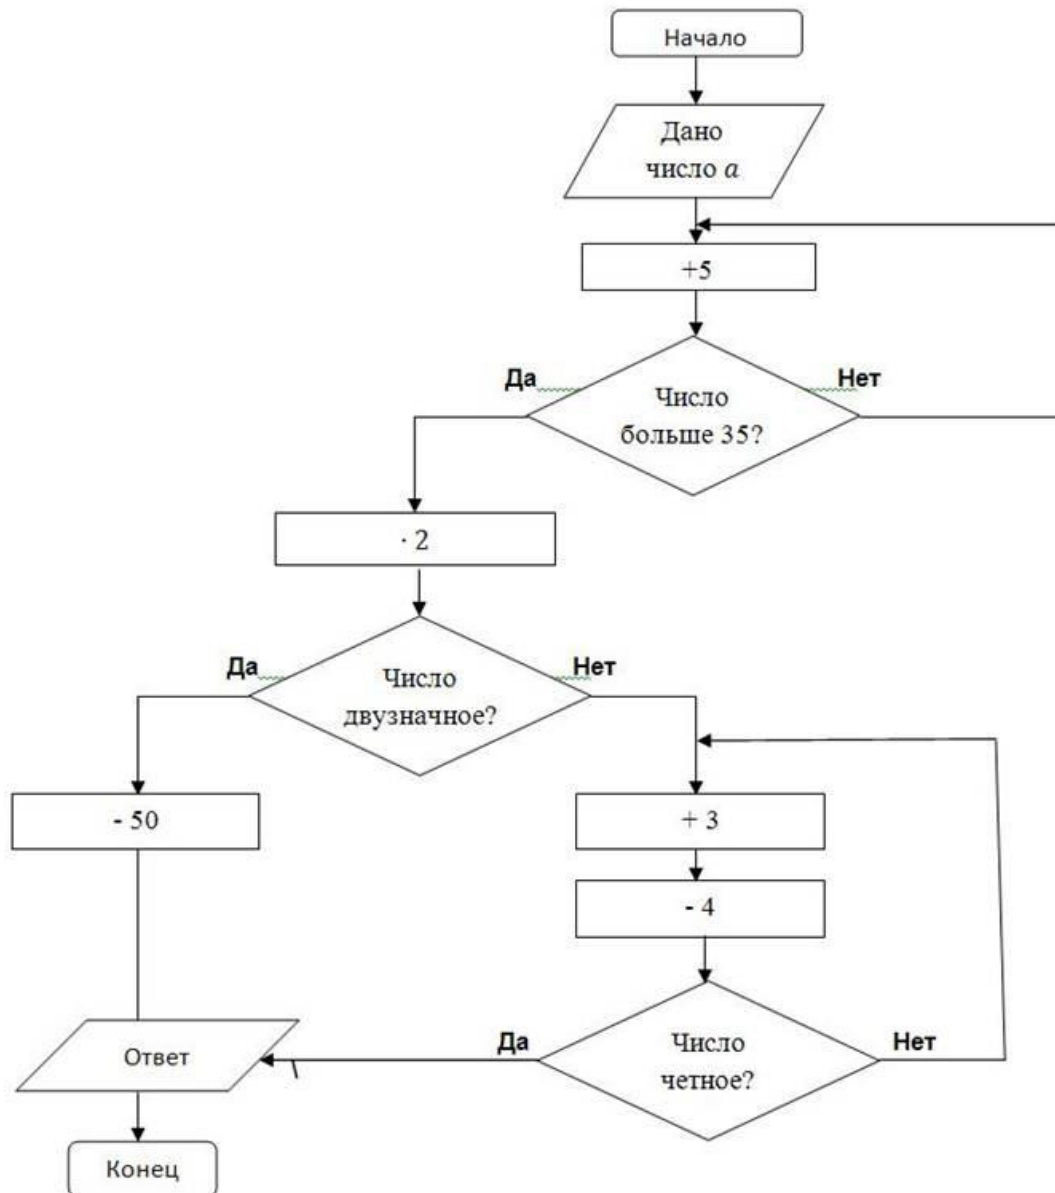 Начало
Дано
число a
+5
Да
Нет
Число
больше 35?
· 2
Да
Нет
Число
двузначное?
- 50
+ 3
- 4
Да
Нет
Число
четное?
Ответ
Конец